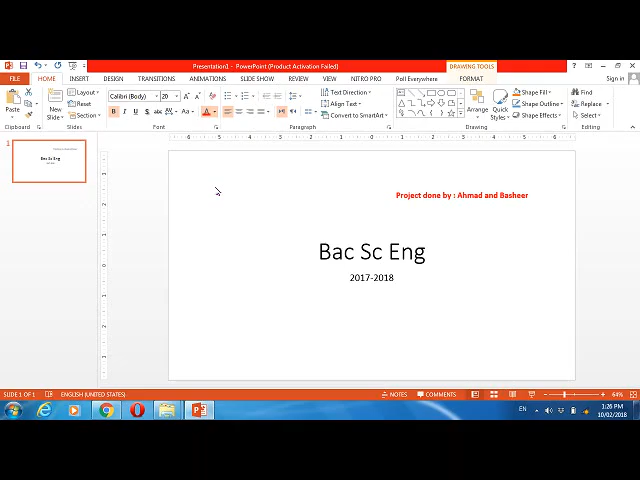 Presentation1 - PowerPoint (Product Activation Failed)
DRAWING TOOLS
FILE HOME INSERT DESIGN TRANSITIONS ANIMATIONS SLIDE SHOW REVIEW VIEW NITRO PRO Poll Everywhere FORMAT Sign in
Paste
New Slide
Layout
Reset
Section
Calibri (Body) 20
Text Direction
Align Text
Convert to SmartArt
Arrange
Quick Styles
Shape Fill
Shape Outline
Shape Effects
Find
Replace
Select
Clipboard Slides Font Paragraph Drawing Editing
1
Project done by : Ahmad and Basheer
Bac Sc Eng
2017-2018
SLIDE 1 OF 1 ENGLISH (UNITED STATES) NOTES COMMENTS 64%
EN 1:26 PM
10/02/2018